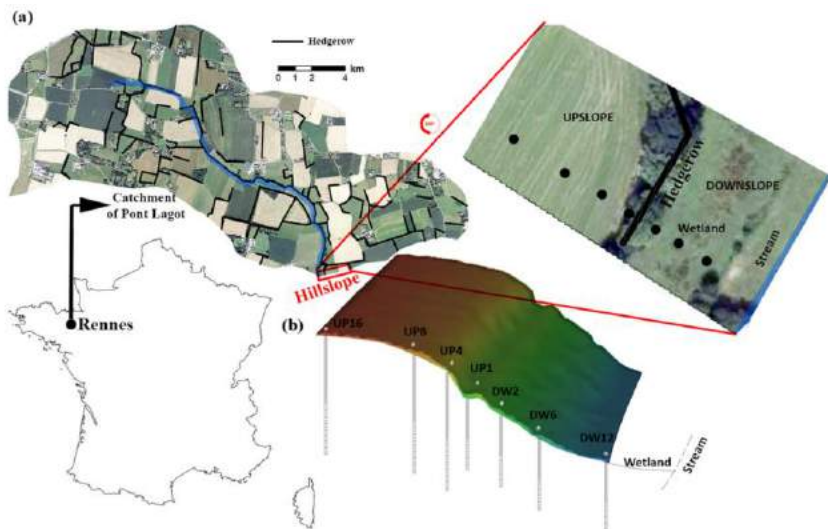 (a)
Hedgerow
0 1 2 4
km
Catchment
of Pont Lagot
Rennes
Hillslope
UPSLOPE
Hedgerow
DOWNSLOPE
Wetland
Stream
(b)
UP16
UP8
UP4
UP1
DW2
DW6
DW12
Wetland
Stream